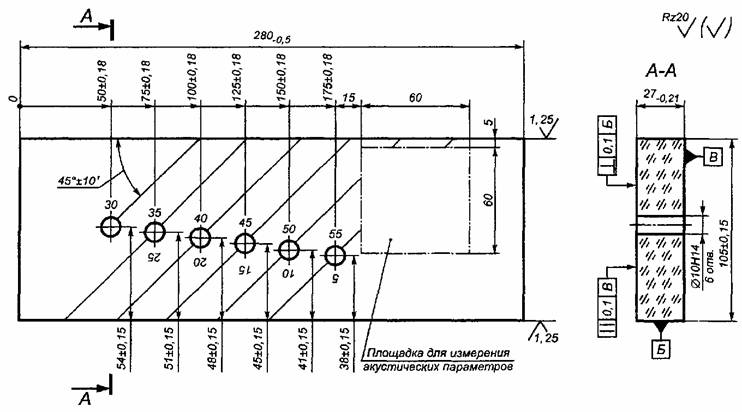 A
A-A
Rz20
280-0,5
0
50±0,18
75±0,18
100±0,18
125±0,18
150±0,18
175±0,18
15
60
5
60
1,25
45°±10'
30
35
40
45
50
55
25
20
15
10
5
54±0,15
51±0,15
48±0,15
45±0,15
41±0,15
38±0,15
Площадка для измерения
акустических параметров
1,25
A
27-0,21
0,1 Б
В
Ø10H14
6 отв.
105±0,15
0,1 В
Б